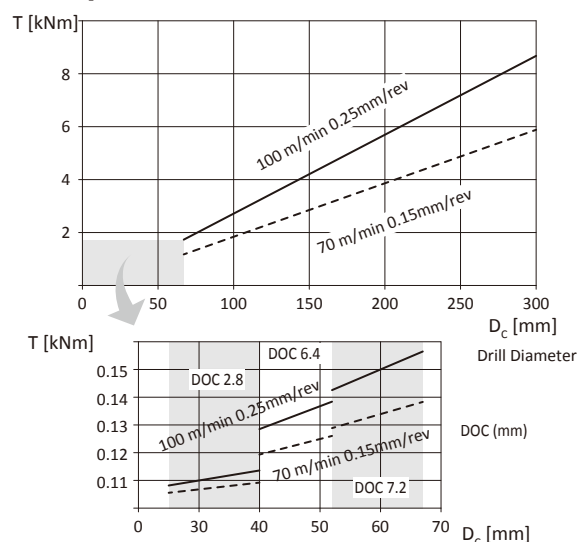 T [kNm]
8
6
4
2
100 m/min 0.25mm/rev
70 m/min 0.15mm/rev
0 50 100 150 200 250 300
D_c [mm]
Drill Diameter
T [kNm]
0.15
0.14
0.13
0.12
0.11
DOC 6.4
DOC 2.8
100 m/min 0.25mm/rev
70 m/min 0.15mm/rev
DOC 7.2
DOC (mm)
0 30 40 50 60 70
D_c [mm]